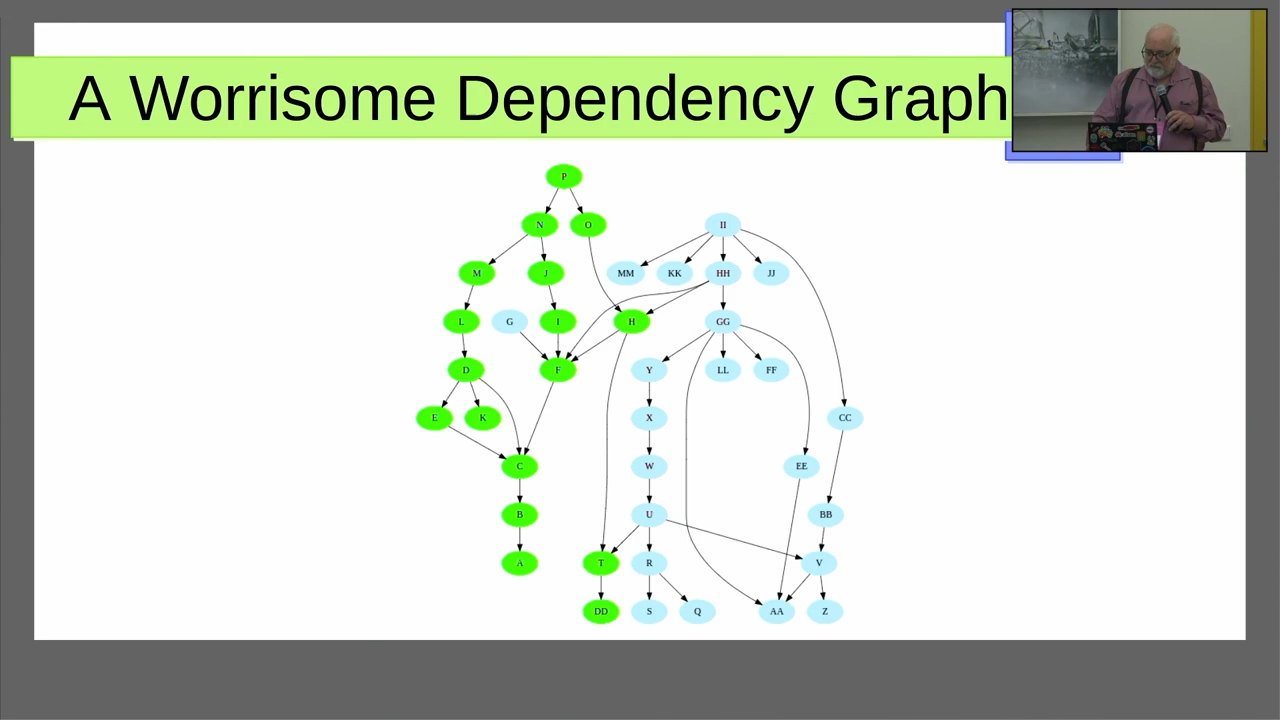 A Worrisome Dependency Graph
P
N O II
M J MM KK HH JJ
L G I H GG
D F Y LL FF
E K X CC
C W EE
B U BB
A T R V
DD S Q AA Z